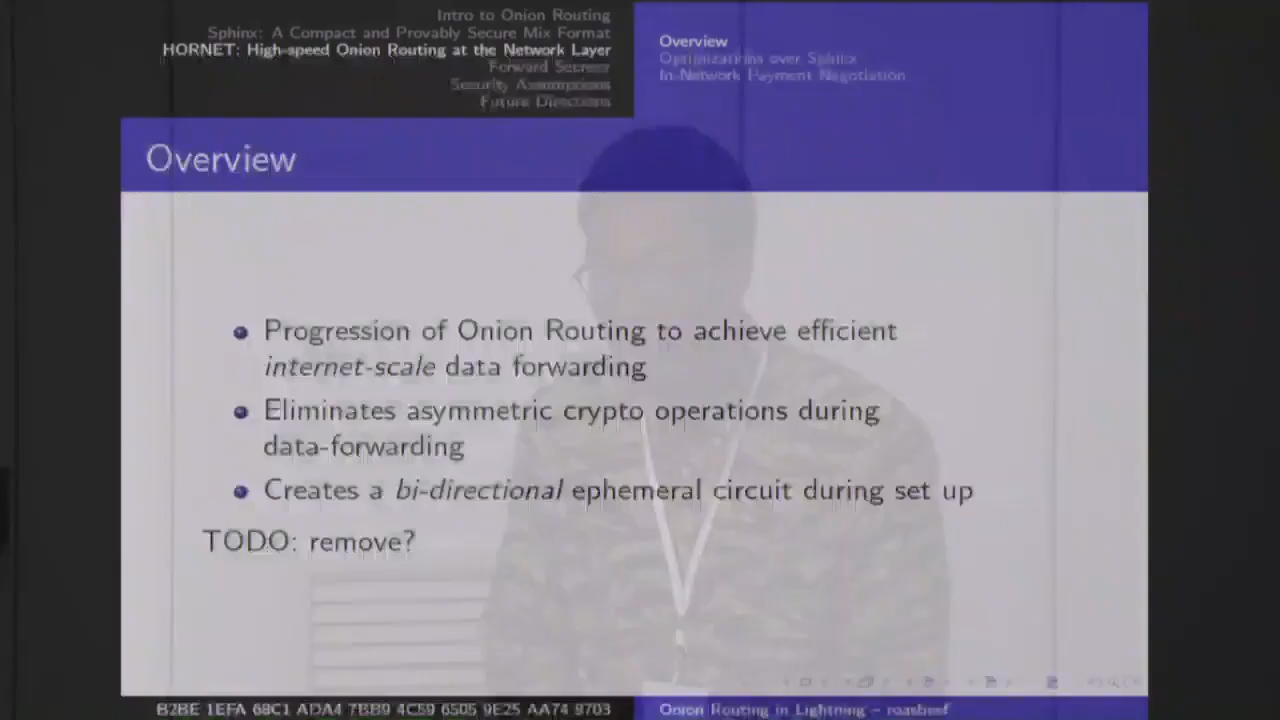 Intro to Onion Routing
Sphinx: A Compact and Provably Secure Mix Format
HORNET: High-speed Onion Routing at the Network Layer
Forward Secrecy
Security Assumptions
Future Directions
Overview
Optimizations over Sphinx
In-Network Payment Negotiation
Overview
Progression of Onion Routing to achieve efficient
internet-scale data forwarding
Eliminates asymmetric crypto operations during
data-forwarding
Creates a bi-directional ephemeral circuit during set up
TODO: remove?
B2BE 1EFA 68C1 ADA4 7BB9 4C59 6505 9E25 AA74 9703
Onion Routing in Lightning – roasbeef